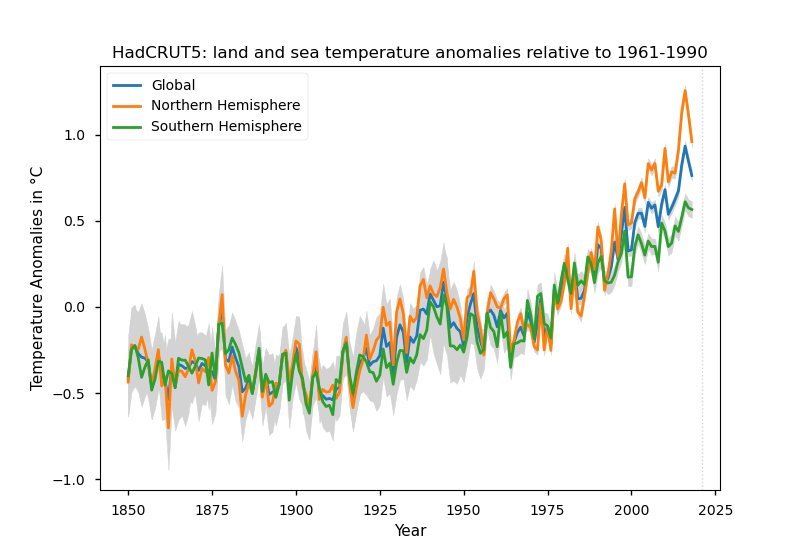 HadCRUT5: land and sea temperature anomalies relative to 1961-1990
Global
Northern Hemisphere
Southern Hemisphere
Temperature Anomalies in °C
1.0
0.5
0.0
−0.5
−1.0
1850 1875 1900 1925 1950 1975 2000 2025
Year